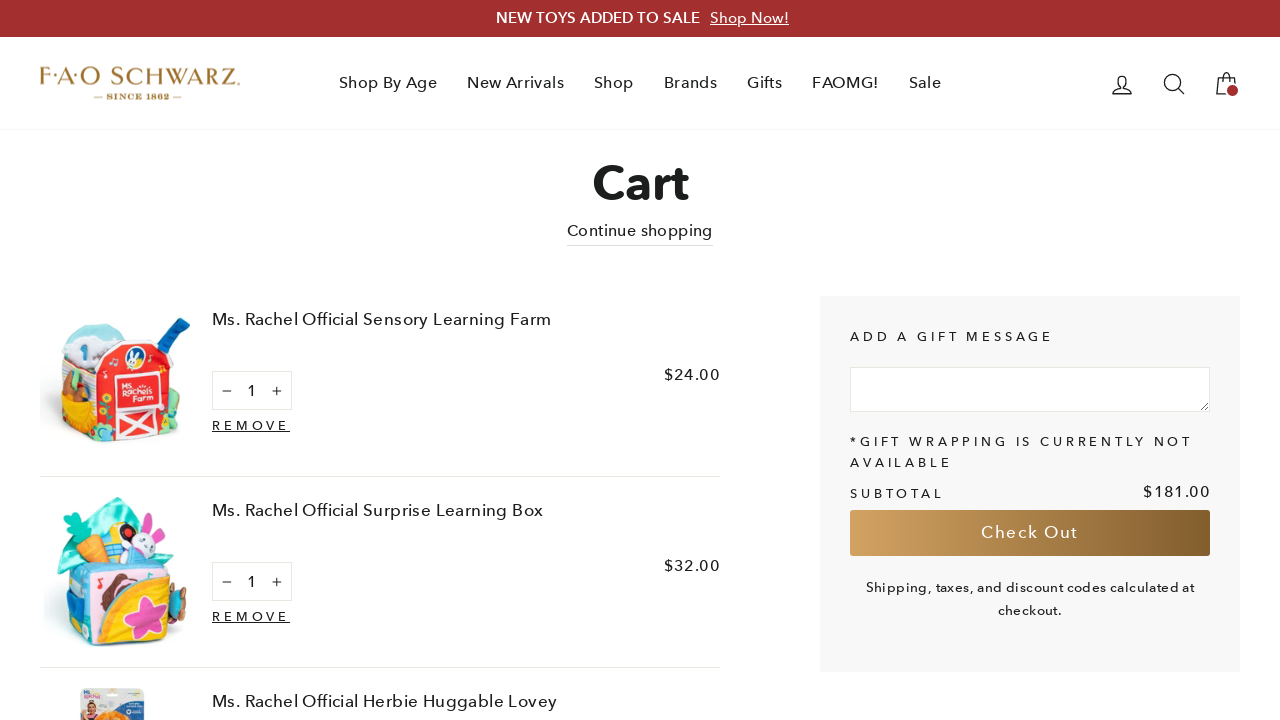 NEW TOYS ADDED TO SALE Shop Now!
F·A·O SCHWARZ
— SINCE 1862 —
Shop By Age New Arrivals Shop Brands Gifts FAOMG! Sale
Cart
Continue shopping
Ms. Rachel Official Sensory Learning Farm
− 1 +
$24.00
REMOVE
MS. RACHEL'S
FARM
Ms. Rachel Official Surprise Learning Box
− 1 +
$32.00
REMOVE
Ms. Rachel Official Herbie Huggable Lovey
ADD A GIFT MESSAGE
*GIFT WRAPPING IS CURRENTLY NOT
AVAILABLE
SUBTOTAL $181.00
Check Out
Shipping, taxes, and discount codes calculated at
checkout.